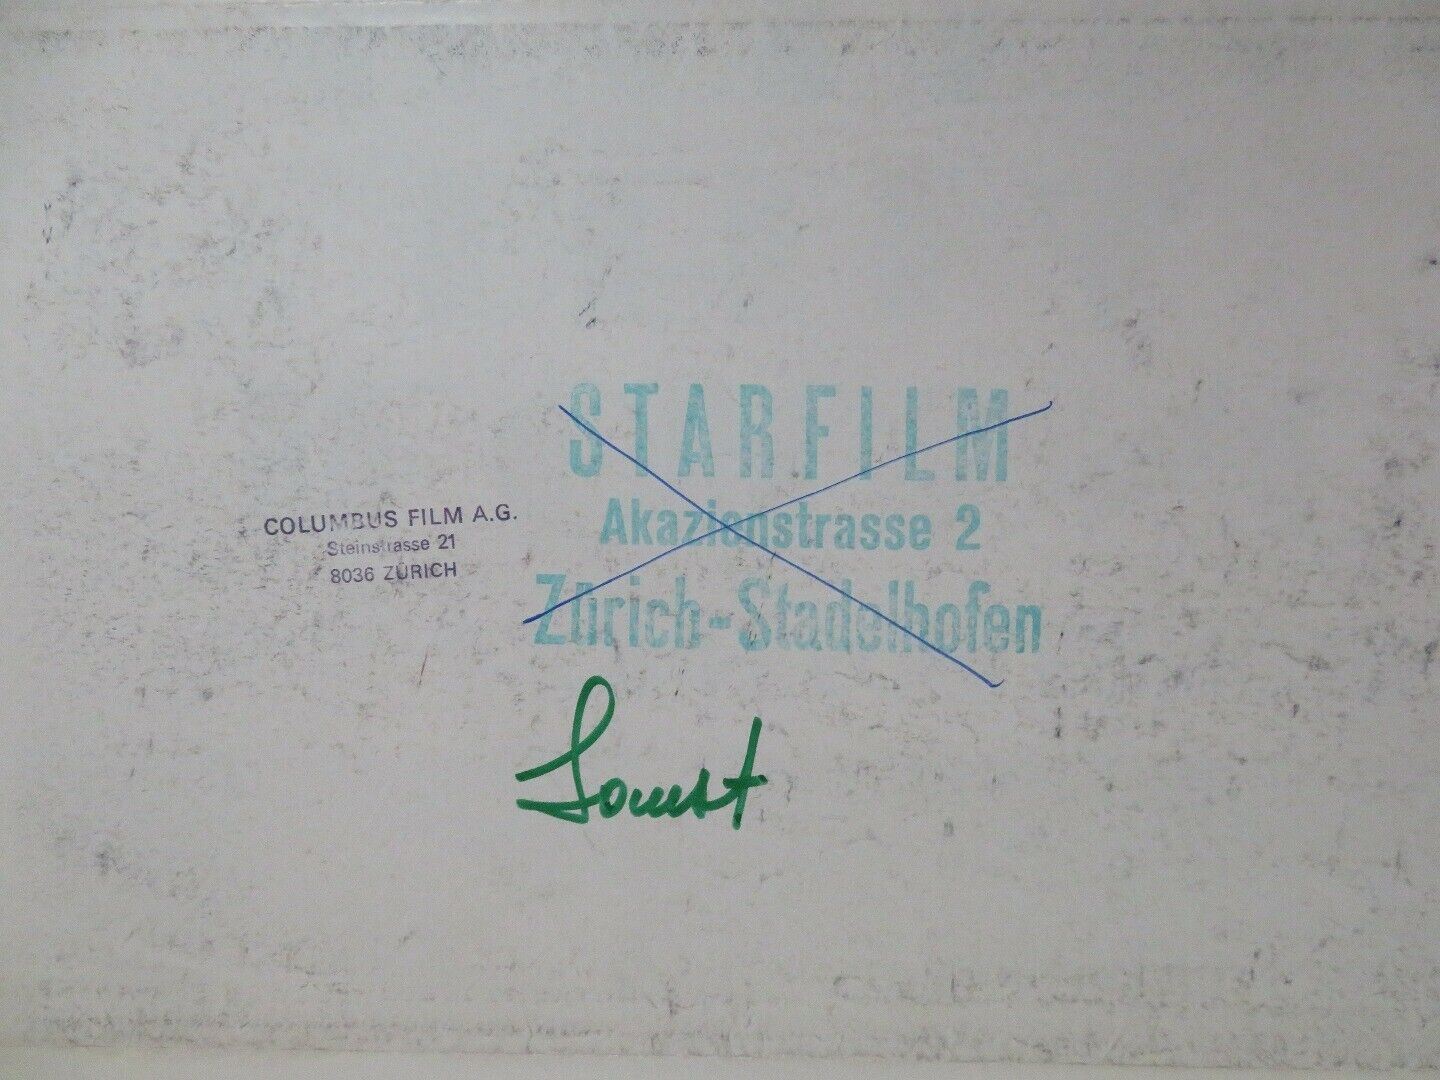 STARFILM
Akazienstrasse 2
Zürich-Stadelhofen
COLUMBUS FILM A.G.
Steinstrasse 21
8036 ZÜRICH